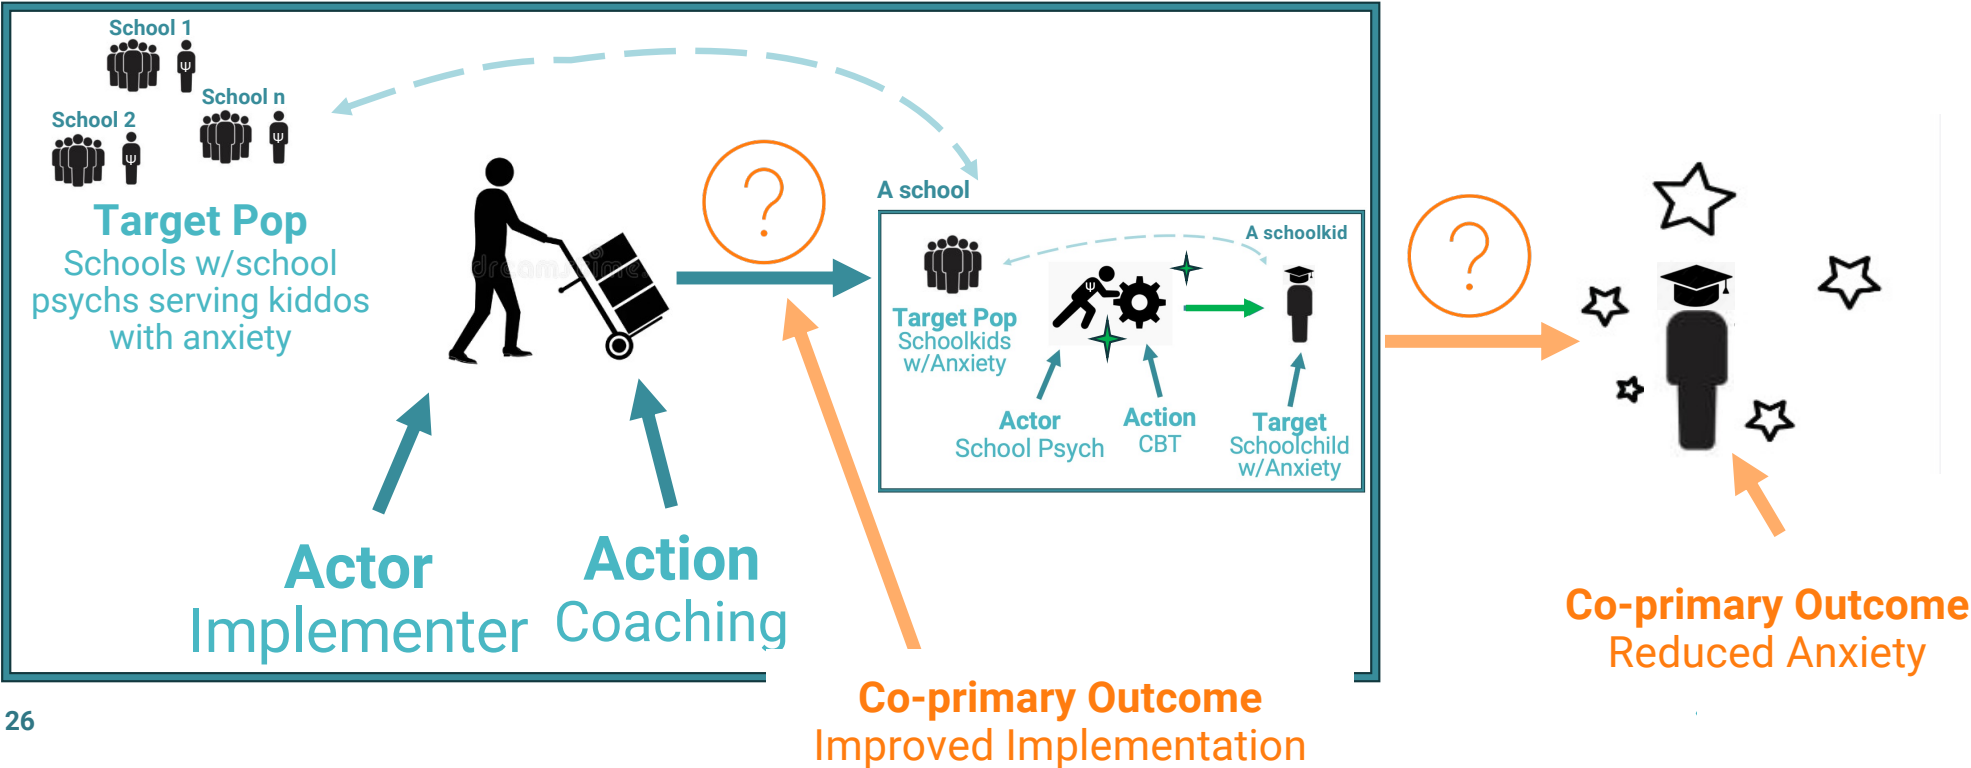 School 1
School n
School 2
Target Pop
Schools w/school
psychs serving kiddos
with anxiety
Actor
Implementer
Action
Coaching
A school
A schoolkid
Target Pop
Schoolkids
w/Anxiety
Actor
School Psych
Action
CBT
Target
Schoolchild
w/Anxiety
?
?
ψ
ψ
ψ
ψ
dreamstime
Co-primary Outcome
Improved Implementation
Co-primary Outcome
Reduced Anxiety
26